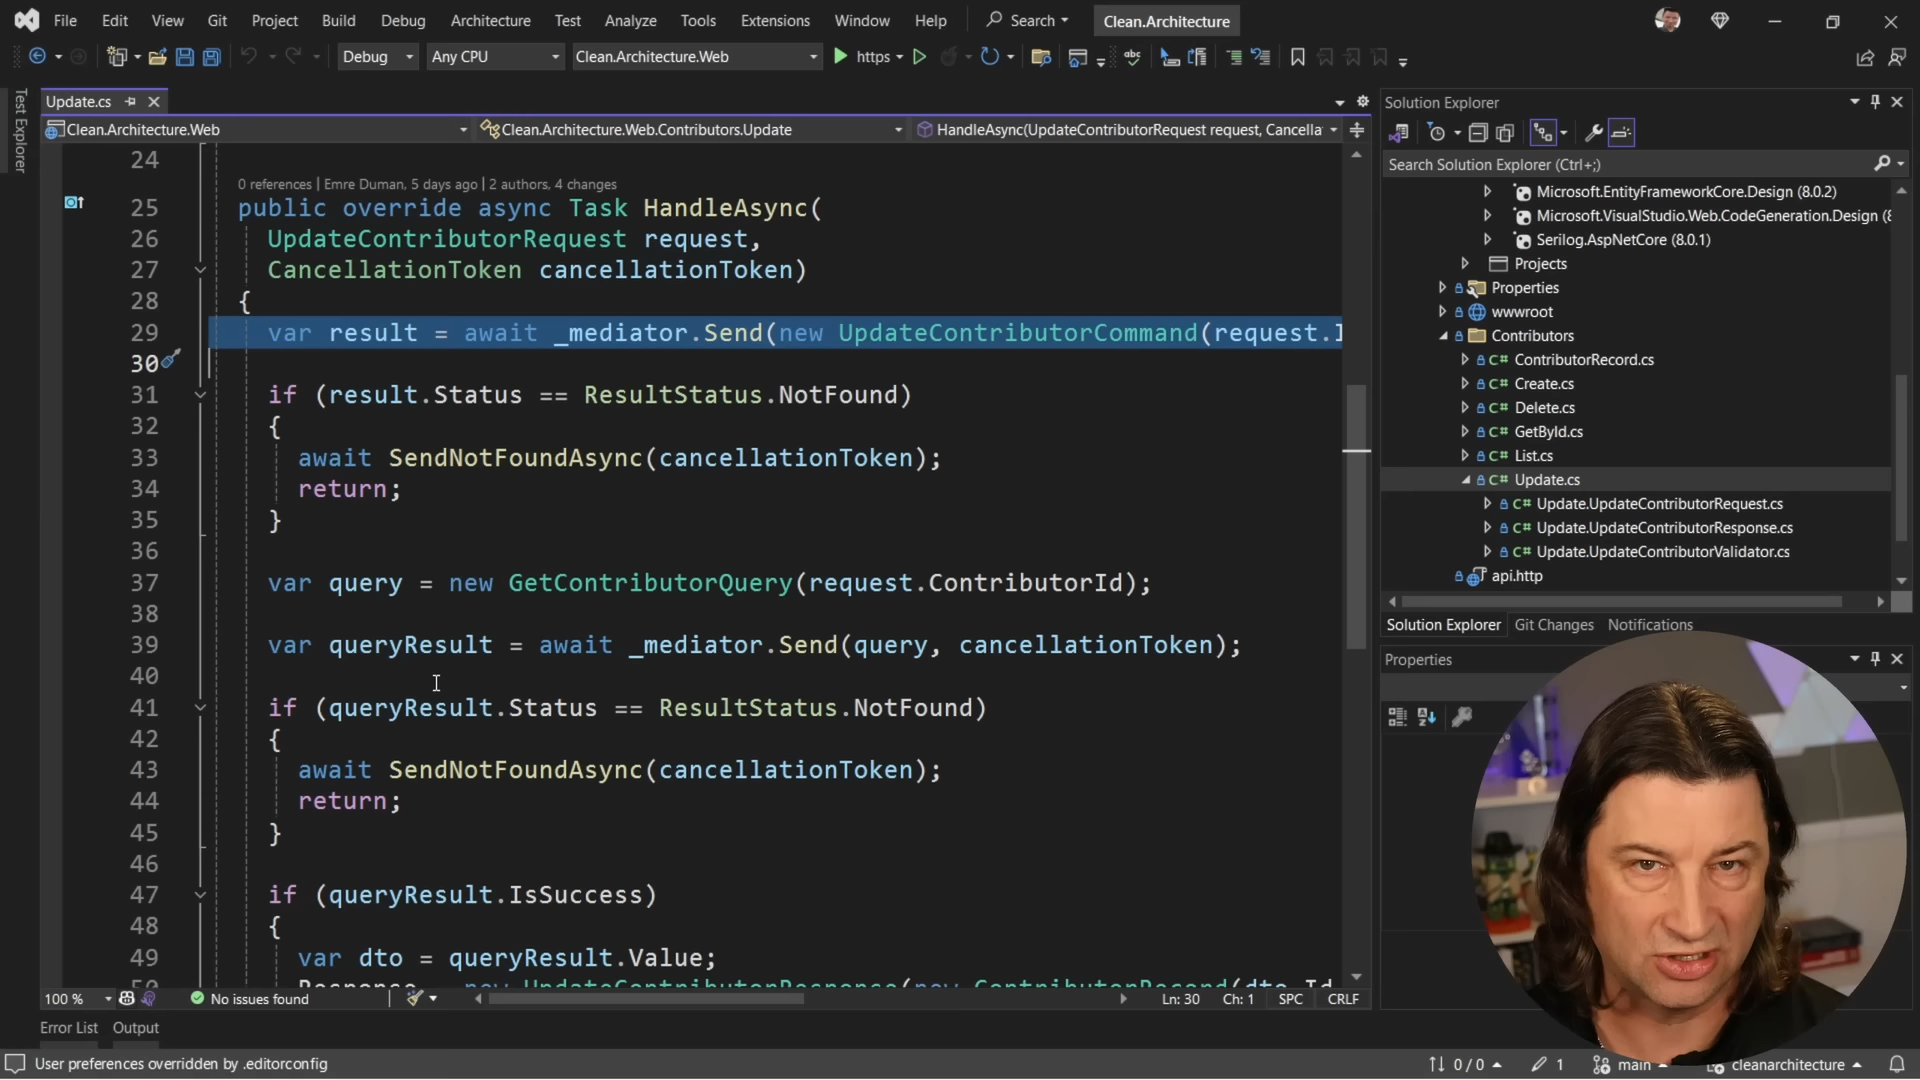 File Edit View Git Project Build Debug Architecture Test Analyze Tools Extensions Window Help Search Clean.Architecture
Debug Any CPU Clean.Architecture.Web https
Test Explorer
Update.cs
Clean.Architecture.Web Clean.Architecture.Web.Contributors.Update HandleAsync(UpdateContributorRequest request, Cancella
24
0 references | Emre Duman, 5 days ago | 2 authors, 4 changes
25 public override async Task HandleAsync(
26 UpdateContributorRequest request,
27 CancellationToken cancellationToken)
28 {
29 var result = await _mediator.Send(new UpdateContributorCommand(request.I
30
31 if (result.Status == ResultStatus.NotFound)
32 {
33 await SendNotFoundAsync(cancellationToken);
34 return;
35 }
36
37 var query = new GetContributorQuery(request.ContributorId);
38
39 var queryResult = await _mediator.Send(query, cancellationToken);
40
41 if (queryResult.Status == ResultStatus.NotFound)
42 {
43 await SendNotFoundAsync(cancellationToken);
44 return;
45 }
46
47 if (queryResult.IsSuccess)
48 {
49 var dto = queryResult.Value;
50 Response = new UpdateContributorResponse(new ContributorRecord(dto.Id
100 % No issues found Ln: 30 Ch: 1 SPC CRLF
Error List Output
User preferences overridden by .editorconfig
0 / 0 1 main cleanarchitecture
Solution Explorer
Search Solution Explorer (Ctrl+;)
Microsoft.EntityFrameworkCore.Design (8.0.2)
Microsoft.VisualStudio.Web.CodeGeneration.Design (8
Serilog.AspNetCore (8.0.1)
Projects
Properties
wwwroot
Contributors
C# ContributorRecord.cs
C# Create.cs
C# Delete.cs
C# GetById.cs
C# List.cs
C# Update.cs
C# Update.UpdateContributorRequest.cs
C# Update.UpdateContributorResponse.cs
C# Update.UpdateContributorValidator.cs
api.http
Solution Explorer Git Changes Notifications
Properties